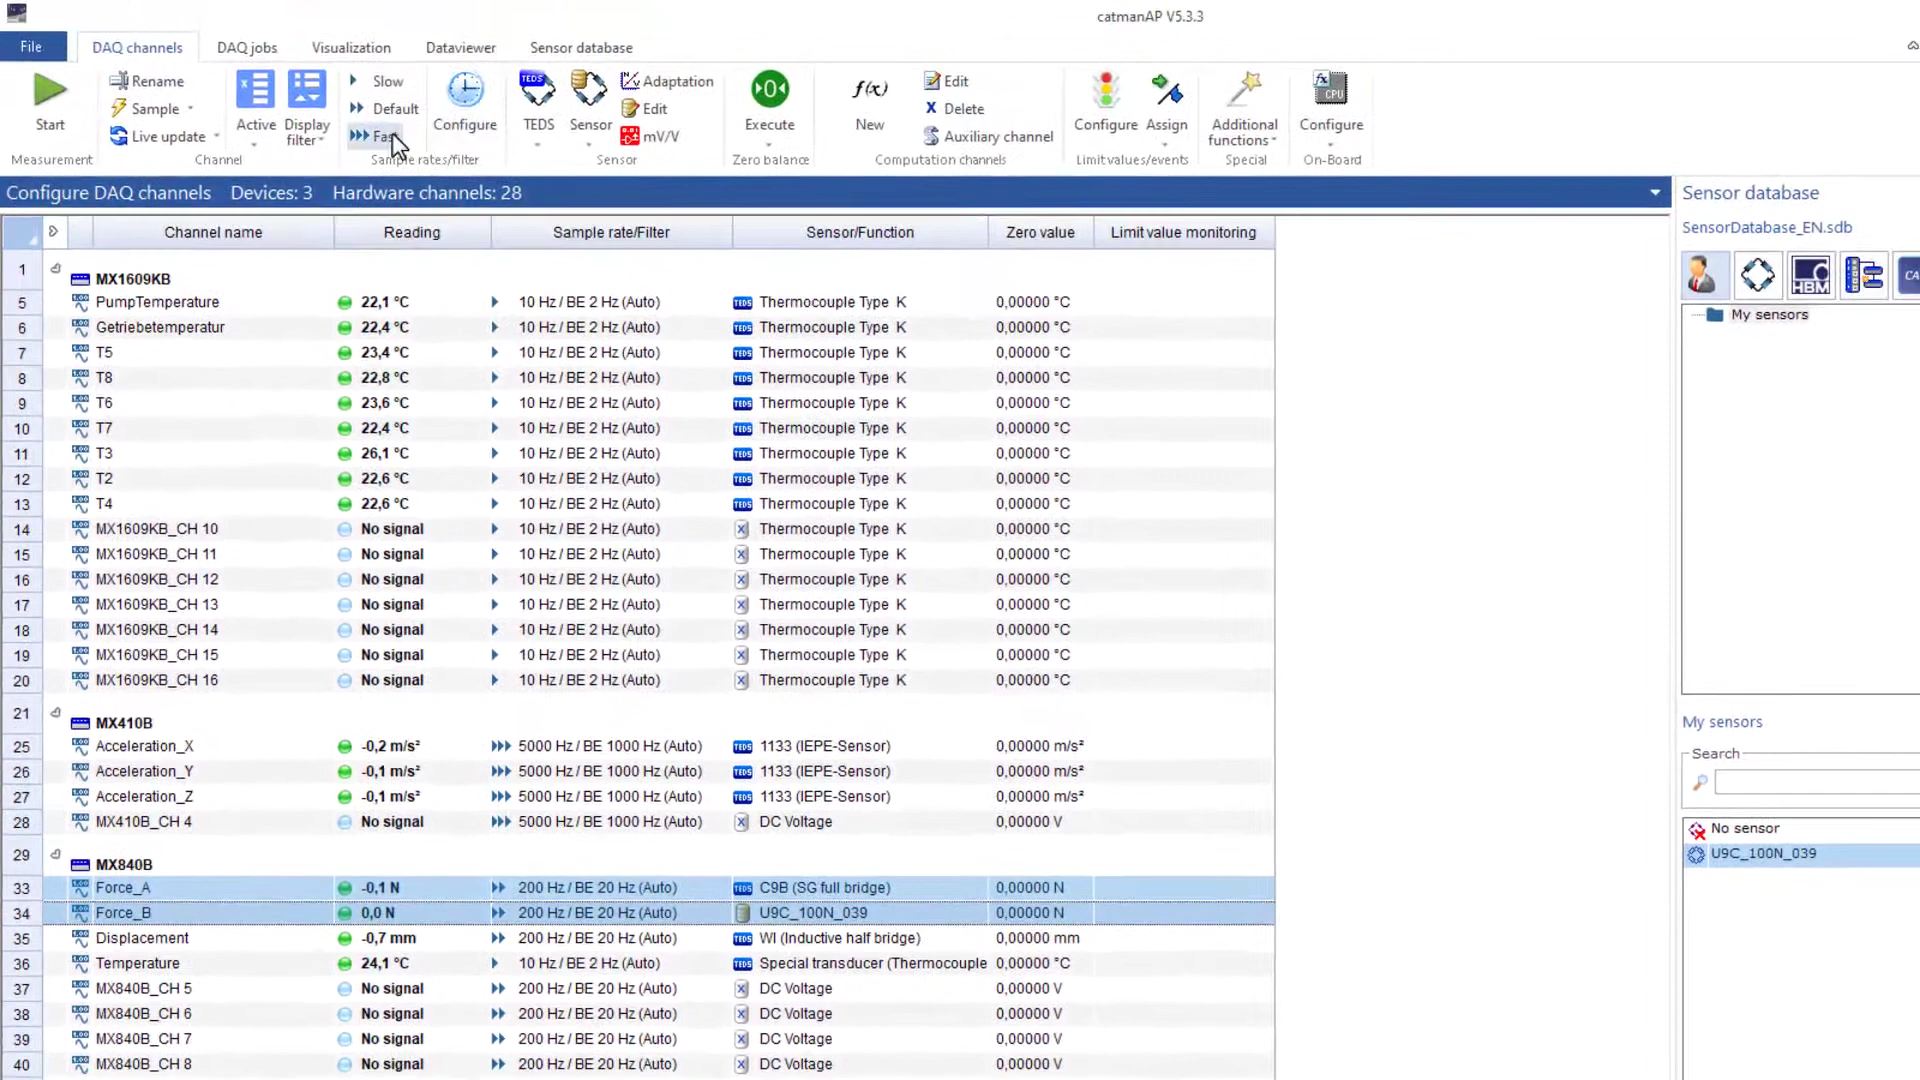 catmanAP V5.3.3
File DAQ channels DAQ jobs Visualization Dataviewer Sensor database
Start
Measurement
Rename
Sample
Live update
Active
Display filter
Channel
Slow
Default
Configure
Sample rates/filter
TEDS
Sensor
Adaptation
Edit
mV/V
Sensor
Execute
Zero balance
f(x)
New
Edit
Delete
Auxiliary channel
Computation channels
Configure
Assign
Limit values/events
Additional functions
Special
Configure
On-Board
Configure DAQ channels Devices: 3 Hardware channels: 28
Channel name Reading Sample rate/Filter Sensor/Function Zero value Limit value monitoring
1 MX1609KB
5 PumpTemperature 22,1 °C 10 Hz / BE 2 Hz (Auto) TEDS Thermocouple Type K 0,00000 °C
6 Getriebetemperatur 22,4 °C 10 Hz / BE 2 Hz (Auto) TEDS Thermocouple Type K 0,00000 °C
7 T5 23,4 °C 10 Hz / BE 2 Hz (Auto) TEDS Thermocouple Type K 0,00000 °C
8 T8 22,8 °C 10 Hz / BE 2 Hz (Auto) TEDS Thermocouple Type K 0,00000 °C
9 T6 23,6 °C 10 Hz / BE 2 Hz (Auto) TEDS Thermocouple Type K 0,00000 °C
10 T7 22,4 °C 10 Hz / BE 2 Hz (Auto) TEDS Thermocouple Type K 0,00000 °C
11 T3 26,1 °C 10 Hz / BE 2 Hz (Auto) TEDS Thermocouple Type K 0,00000 °C
12 T2 22,6 °C 10 Hz / BE 2 Hz (Auto) TEDS Thermocouple Type K 0,00000 °C
13 T4 22,6 °C 10 Hz / BE 2 Hz (Auto) TEDS Thermocouple Type K 0,00000 °C
14 MX1609KB_CH 10 No signal 10 Hz / BE 2 Hz (Auto) Thermocouple Type K 0,00000 °C
15 MX1609KB_CH 11 No signal 10 Hz / BE 2 Hz (Auto) Thermocouple Type K 0,00000 °C
16 MX1609KB_CH 12 No signal 10 Hz / BE 2 Hz (Auto) Thermocouple Type K 0,00000 °C
17 MX1609KB_CH 13 No signal 10 Hz / BE 2 Hz (Auto) Thermocouple Type K 0,00000 °C
18 MX1609KB_CH 14 No signal 10 Hz / BE 2 Hz (Auto) Thermocouple Type K 0,00000 °C
19 MX1609KB_CH 15 No signal 10 Hz / BE 2 Hz (Auto) Thermocouple Type K 0,00000 °C
20 MX1609KB_CH 16 No signal 10 Hz / BE 2 Hz (Auto) Thermocouple Type K 0,00000 °C
21 MX410B
25 Acceleration_X -0,2 m/s² 5000 Hz / BE 1000 Hz (Auto) TEDS 1133 (IEPE-Sensor) 0,00000 m/s²
26 Acceleration_Y -0,1 m/s² 5000 Hz / BE 1000 Hz (Auto) TEDS 1133 (IEPE-Sensor) 0,00000 m/s²
27 Acceleration_Z -0,1 m/s² 5000 Hz / BE 1000 Hz (Auto) TEDS 1133 (IEPE-Sensor) 0,00000 m/s²
28 MX410B_CH 4 No signal 5000 Hz / BE 1000 Hz (Auto) DC Voltage 0,00000 V
29 MX840B
33 Force_A -0,1 N 200 Hz / BE 20 Hz (Auto) TEDS C9B (SG full bridge) 0,00000 N
34 Force_B 0,0 N 200 Hz / BE 20 Hz (Auto) U9C_100N_039 0,00000 N
35 Displacement -0,7 mm 200 Hz / BE 20 Hz (Auto) TEDS WI (Inductive half bridge) 0,00000 mm
36 Temperature 24,1 °C 10 Hz / BE 2 Hz (Auto) TEDS Special transducer (Thermocouple 0,00000 °C
37 MX840B_CH 5 No signal 200 Hz / BE 20 Hz (Auto) DC Voltage 0,00000 V
38 MX840B_CH 6 No signal 200 Hz / BE 20 Hz (Auto) DC Voltage 0,00000 V
39 MX840B_CH 7 No signal 200 Hz / BE 20 Hz (Auto) DC Voltage 0,00000 V
40 MX840B_CH 8 No signal 200 Hz / BE 20 Hz (Auto) DC Voltage 0,00000 V
Sensor database
SensorDatabase_EN.sdb
HBM
My sensors
My sensors
Search
No sensor
U9C_100N_039